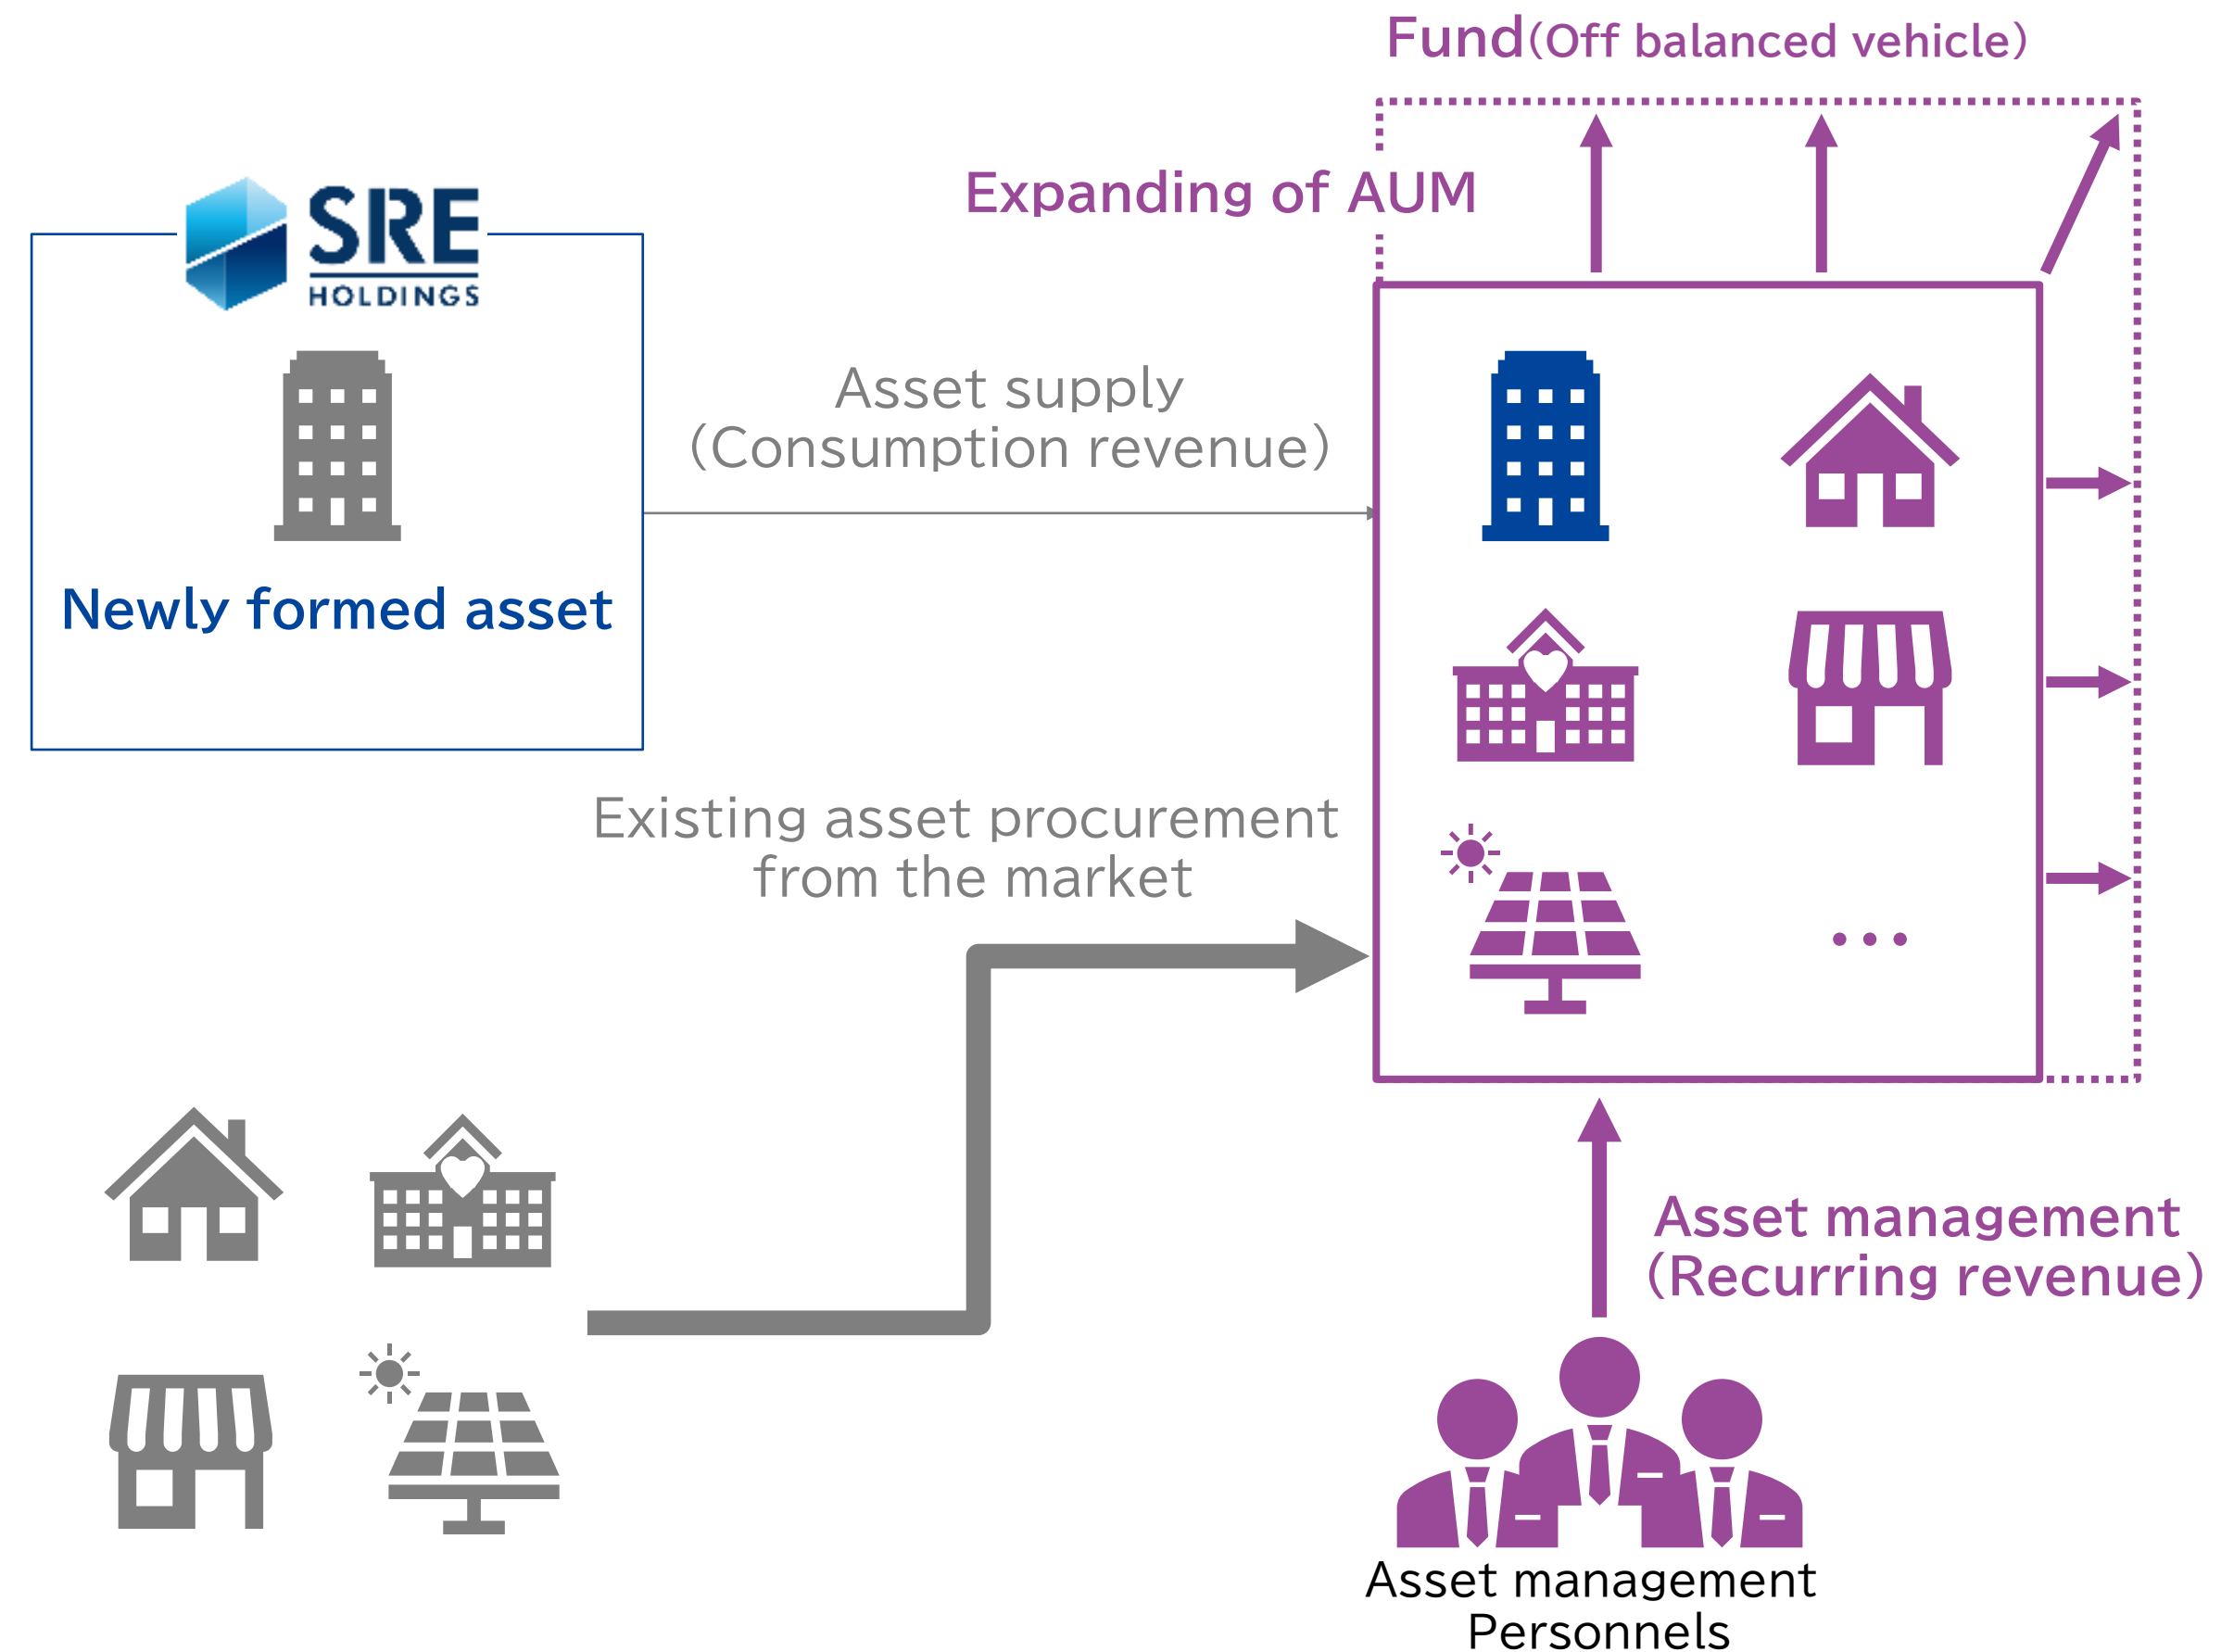 Fund(Off balanced vehicle)
Expanding of AUM
SRE
HOLDINGS
Asset supply
(Consumption revenue)
Newly formed asset
Existing asset procurement
from the market
Asset management
(Recurring revenue)
Asset management
Personnels